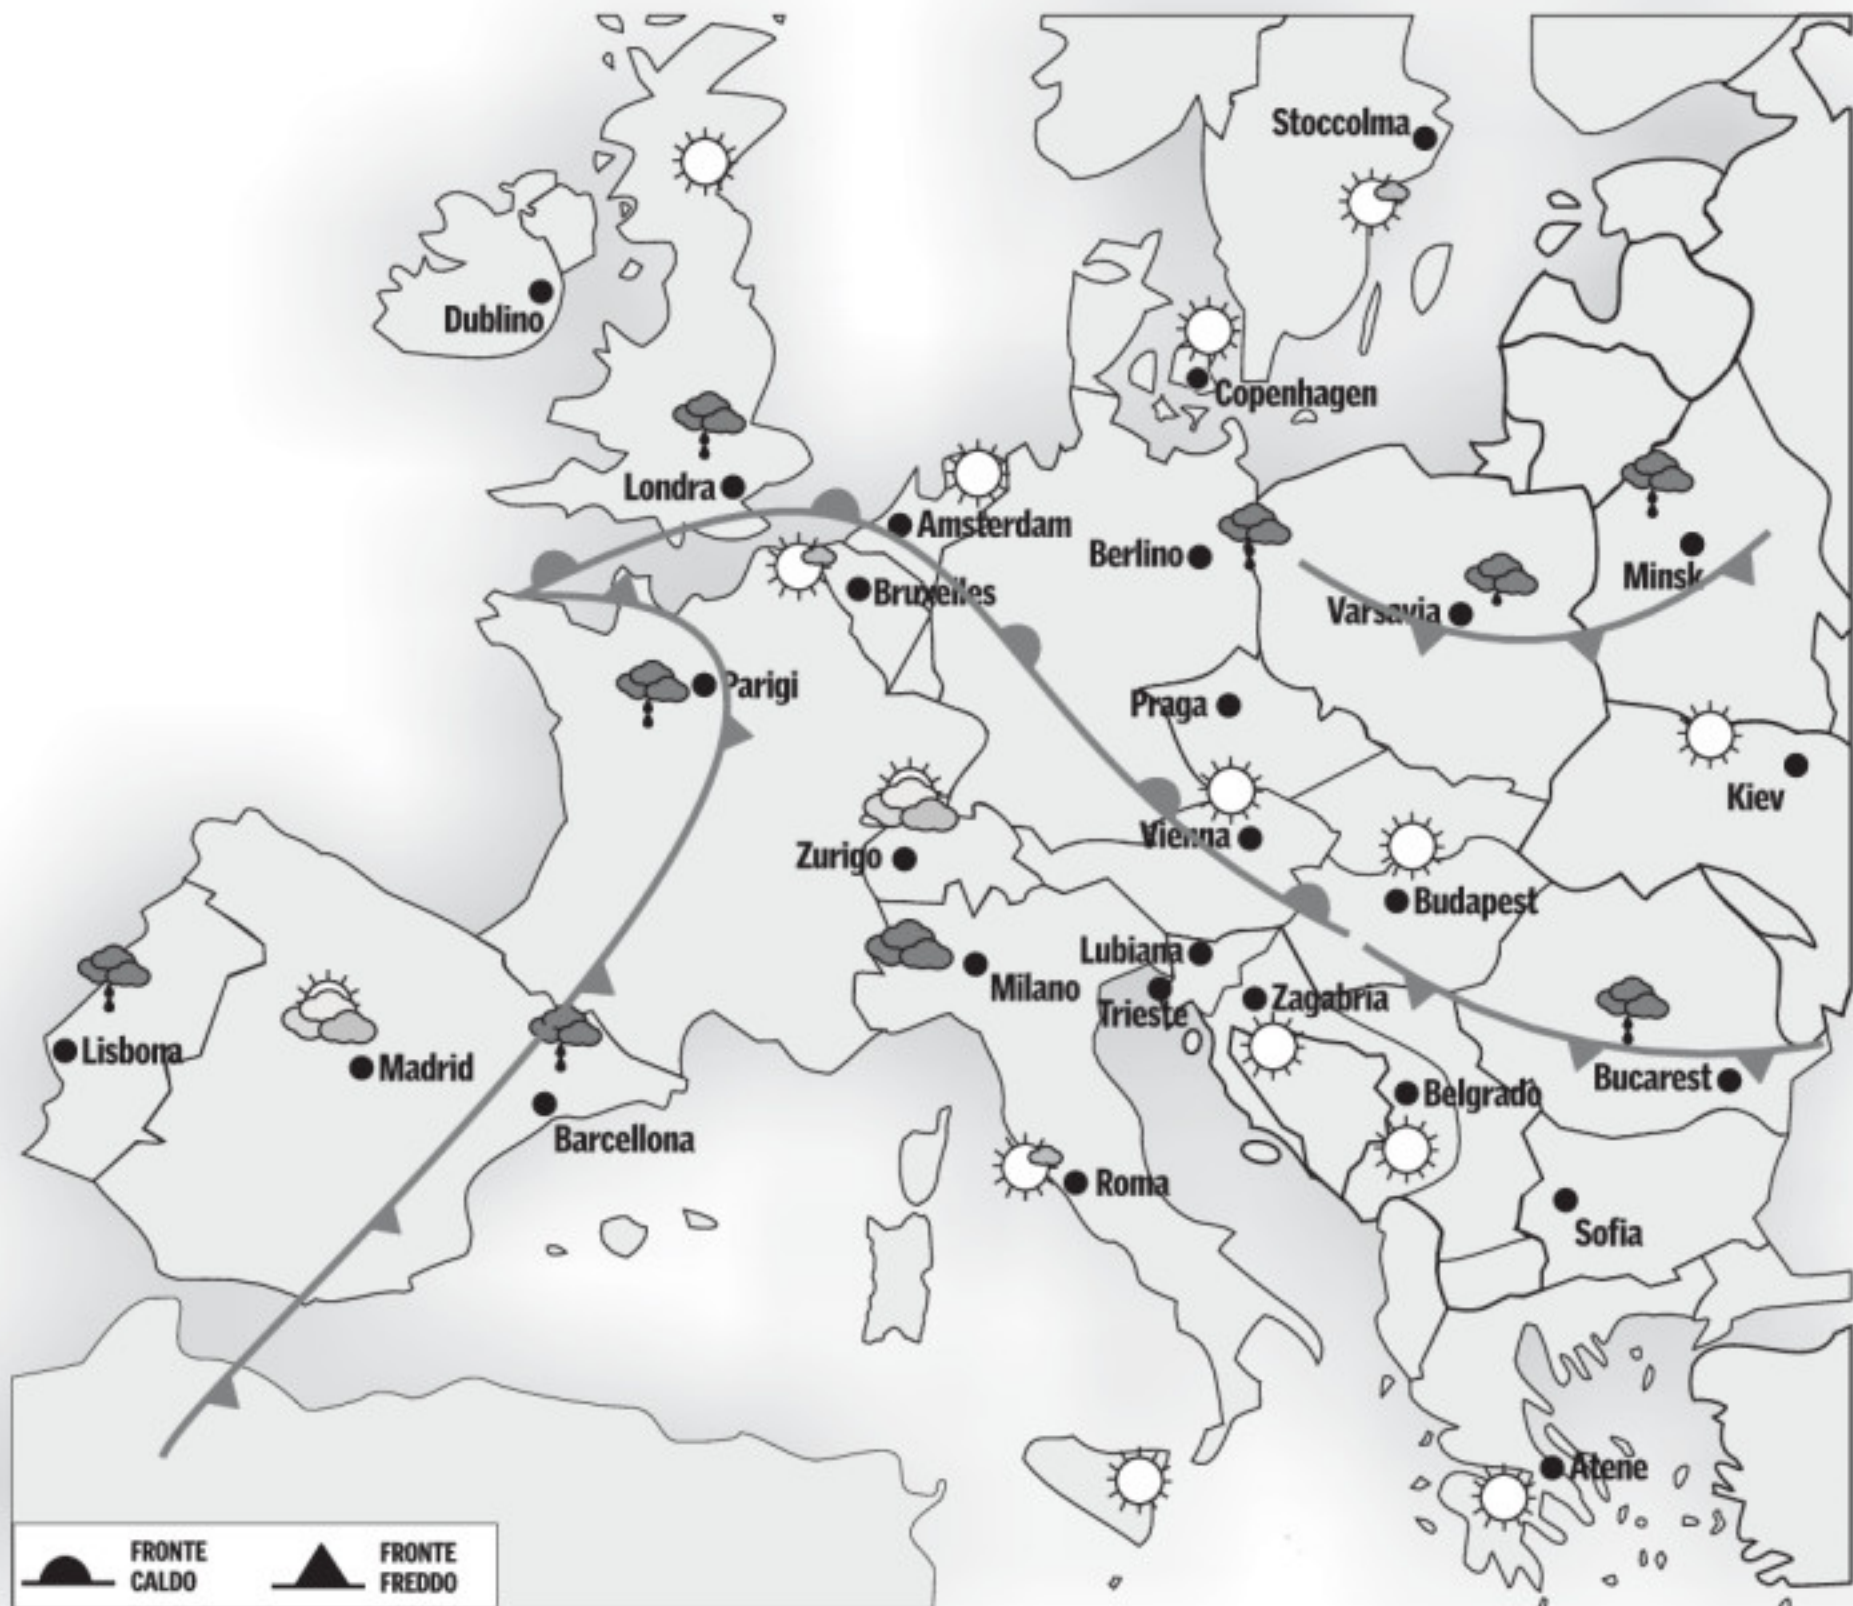 Stoccolma
Dublino
Copenhagen
Londra
Amsterdam
Berlino
Minsk
Bruxelles
Varsavia
Parigi
Praga
Kiev
Vienna
Zurigo
Budapest
Lubiana
Milano
Trieste
Zagabria
Lisbona
Madrid
Belgrado
Bucarest
Barcellona
Roma
Sofia
Atene
FRONTE
CALDO
FRONTE
FREDDO